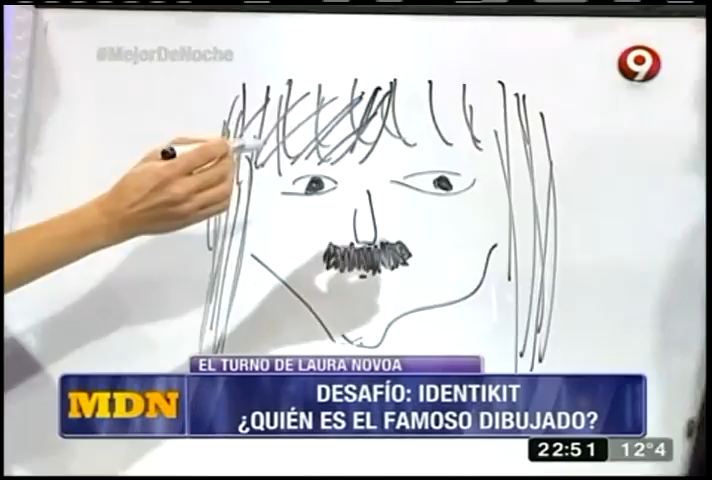 #MejorDeNoche
9
EL TURNO DE LAURA NOVOA
MDN
DESAFÍO: IDENTIKIT
¿QUIÉN ES EL FAMOSO DIBUJADO?
22:51
12°4